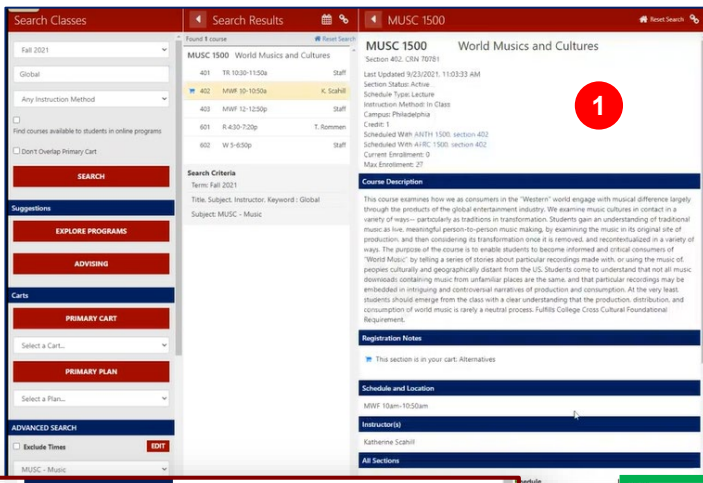 Search Classes
Fall 2021
Global
Any Instruction Method
Find courses available to students in online programs
Don't Overlap Primary Cart
SEARCH
Suggestions
EXPLORE PROGRAMS
ADVISING
Carts
PRIMARY CART
Select a Cart...
PRIMARY PLAN
Select a Plan...
ADVANCED SEARCH
Exclude Times
EDIT
MUSC - Music
Search Results
Found 1 course
Reset Search
MUSC 1500 World Musics and Cultures
401 TR 10:30-11:50a Staff
402 MWF 10-10:50a K. Scahill
403 MWF 12-12:50p Staff
601 R 4:30-7:20p T. Rommen
602 W 5-6:50p Staff
Search Criteria
Term: Fall 2021
Title, Subject, Instructor, Keyword : Global
Subject: MUSC - Music
MUSC 1500
Reset Search
MUSC 1500 World Musics and Cultures
Section 402, CRN 70781
Last Updated 9/23/2021, 11:03:33 AM
Section Status: Active
Schedule Type: Lecture
Instruction Method: In Class
Campus: Philadelphia
Credit: 1
Scheduled With ANTH 1500, section 402
Scheduled With AFRC 1500, section 402
Current Enrollment: 0
Max Enrollment: 27
1
Course Description
This course examines how we as consumers in the "Western" world engage with musical difference largely
through the products of the global entertainment industry. We examine music cultures in contact in a
variety of ways-- particularly as traditions in transformation. Students gain an understanding of traditional
music as live, meaningful person-to-person music making, by examining the music in its original site of
production, and then considering its transformation once it is removed, and recontextualized in a variety of
ways. The purpose of the course is to enable students to become informed and critical consumers of
"World Music" by telling a series of stories about particular recordings made with, or using the music of,
peoples culturally and geographically distant from the US. Students come to understand that not all music
downloads containing music from unfamiliar places are the same, and that particular recordings may be
embedded in intriguing and controversial narratives of production and consumption. At the very least,
students should emerge from the class with a clear understanding that the production, distribution, and
consumption of world music is rarely a neutral process. Fulfills College Cross Cultural Foundational
Requirement.
Registration Notes
This section is in your cart: Alternatives
Schedule and Location
MWF 10am-10:50am
Instructor(s)
Katherine Scahill
All Sections